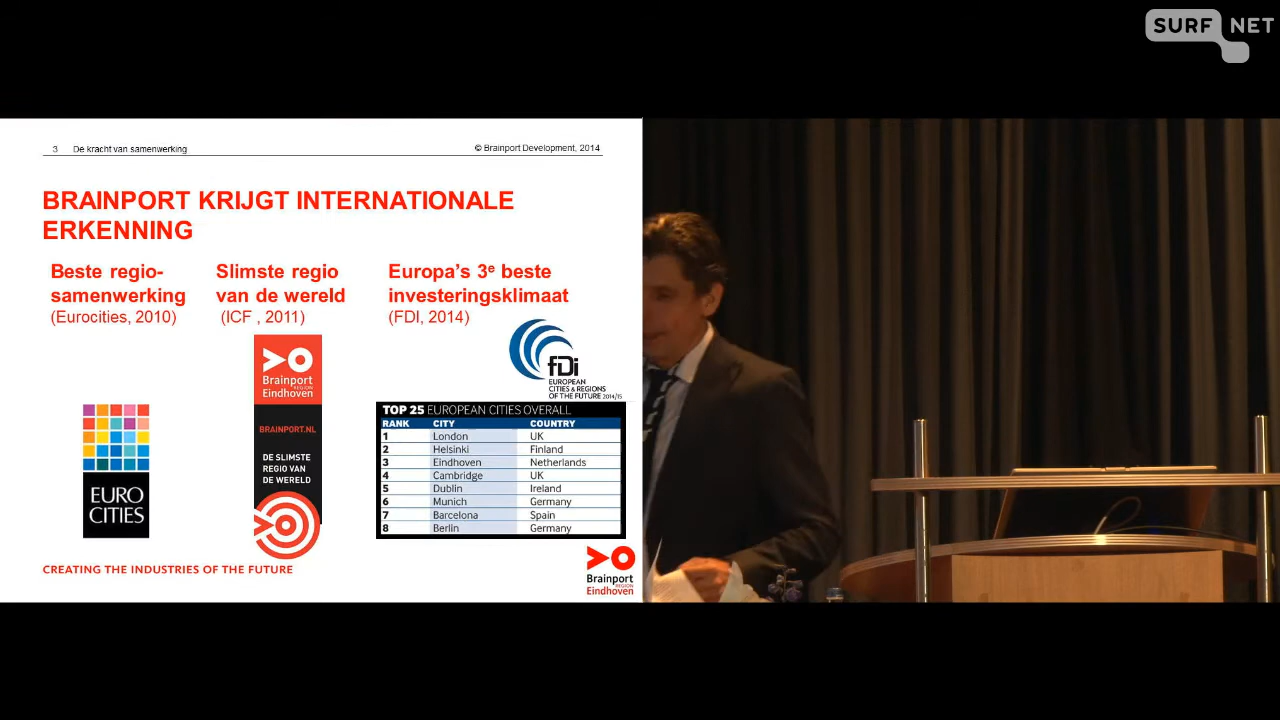 SURF NET
3 De kracht van samenwerking
© Brainport Development, 2014
BRAINPORT KRIJGT INTERNATIONALE
ERKENNING
Beste regio-
samenwerking
(Eurocities, 2010)
Slimste regio
van de wereld
(ICF , 2011)
Europa's 3e beste
investeringsklimaat
(FDI, 2014)
fDi
EUROPEAN
CITIES & REGIONS
OF THE FUTURE 2014/15
Brainport
REGION
Eindhoven
BRAINPORT.NL
DE SLIMSTE
REGIO VAN
DE WERELD
EURO
CITIES
TOP 25 EUROPEAN CITIES OVERALL
RANK CITY COUNTRY
1 London UK
2 Helsinki Finland
3 Eindhoven Netherlands
4 Cambridge UK
5 Dublin Ireland
6 Munich Germany
7 Barcelona Spain
8 Berlin Germany
CREATING THE INDUSTRIES OF THE FUTURE
Brainport
REGION
Eindhoven